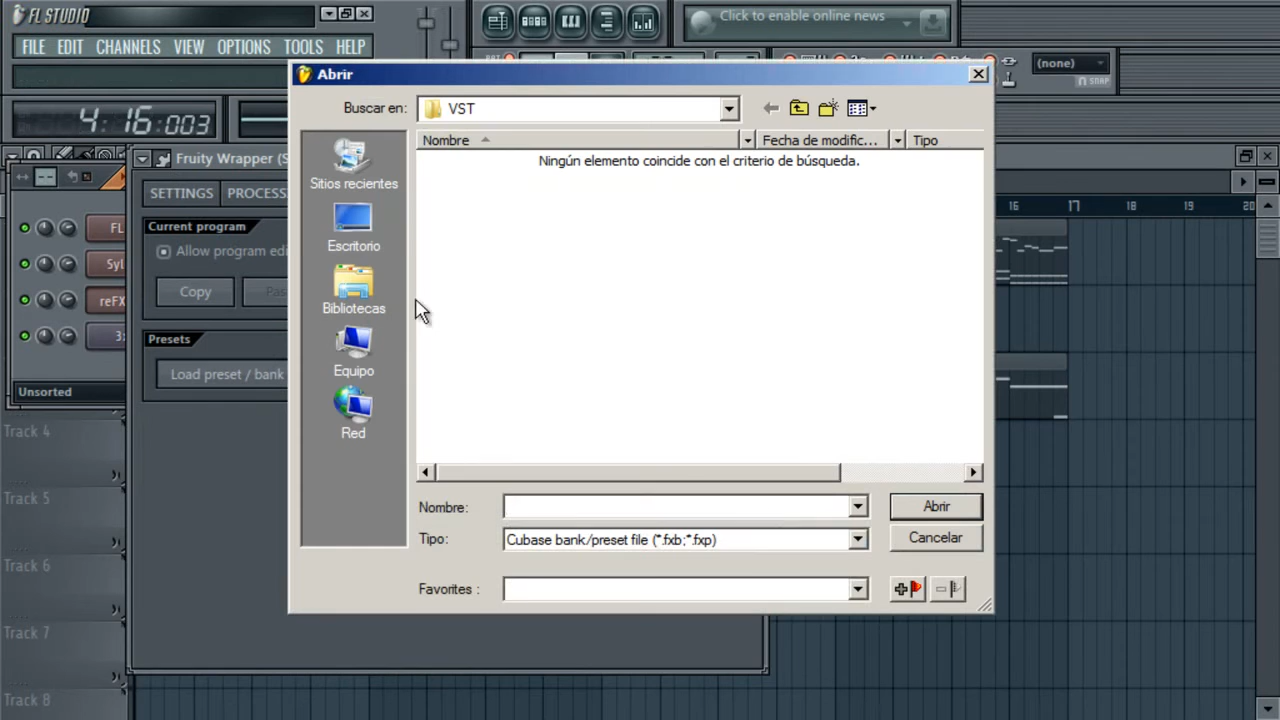 FL STUDIO
FILE EDIT CHANNELS VIEW OPTIONS TOOLS HELP
Click to enable online news
(none)
SNAP
4:16:003
Abrir
Buscar en: VST
Nombre Fecha de modific... Tipo
Ningún elemento coincide con el criterio de búsqueda.
Sitios recientes
Escritorio
Bibliotecas
Equipo
Red
Nombre:
Abrir
Tipo: Cubase bank/preset file (*.fxb;*.fxp)
Cancelar
Favorites :
Fruity Wrapper (S
SETTINGS PROCESS
Current program
Allow program edi
Copy Pas
Presets
Load preset / bank
FL
Syl
reFX
3x
Unsorted
Track 4
Track 5
Track 6
Track 7
Track 8
16 17 18 19 20